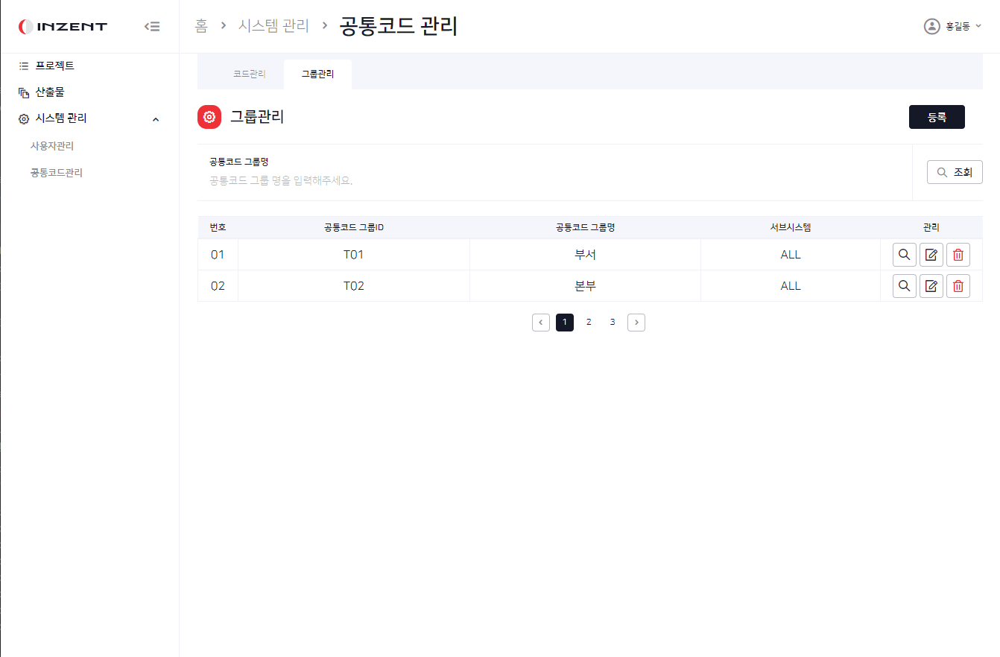 INZENT
홈 > 시스템 관리 > 공통코드 관리
홍길동
프로젝트
산출물
시스템 관리
사용자관리
공통코드관리
코드관리 그룹관리
그룹관리
등록
공통코드 그룹명
공통코드 그룹 명을 입력해주세요.
조회
번호 공통코드 그룹ID 공통코드 그룹명 서브시스템 관리
01 T01 부서 ALL
02 T02 본부 ALL
< 1 2 3 >